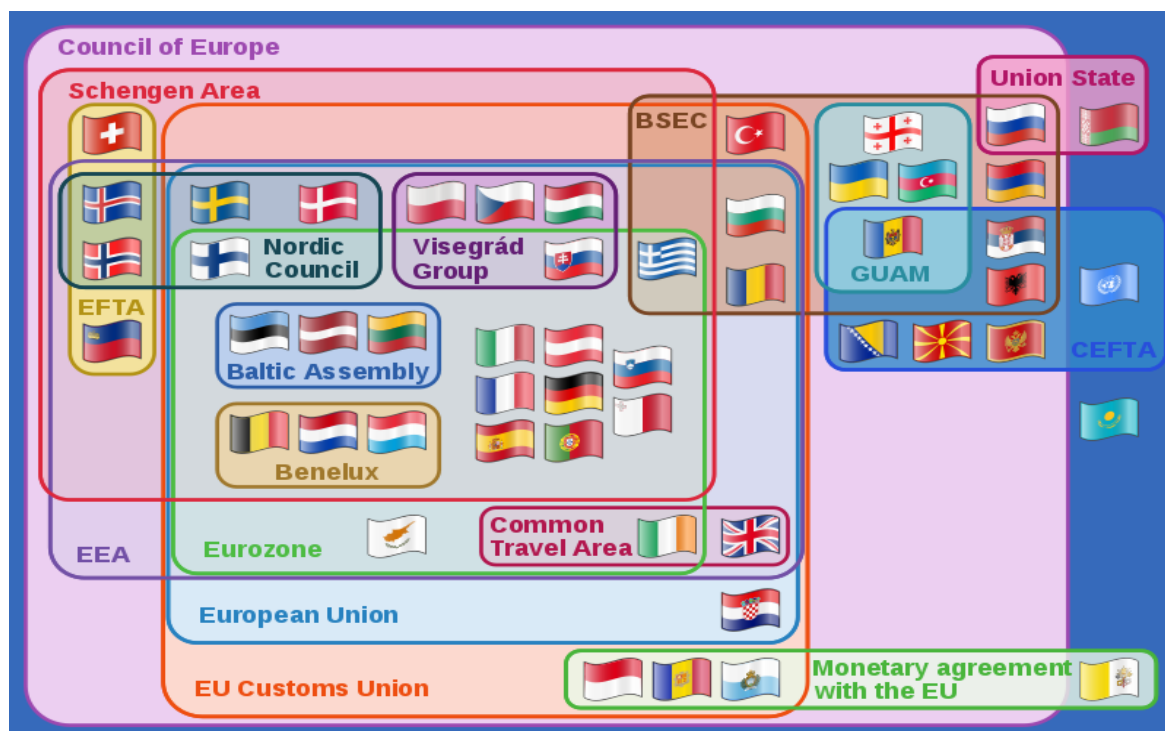 Council of Europe
Union State
Schengen Area
BSEC
Nordic
Council
Visegrád
Group
GUAM
EFTA
CEFTA
Baltic Assembly
Benelux
Common
Travel Area
Eurozone
EEA
European Union
Monetary agreement
with the EU
EU Customs Union